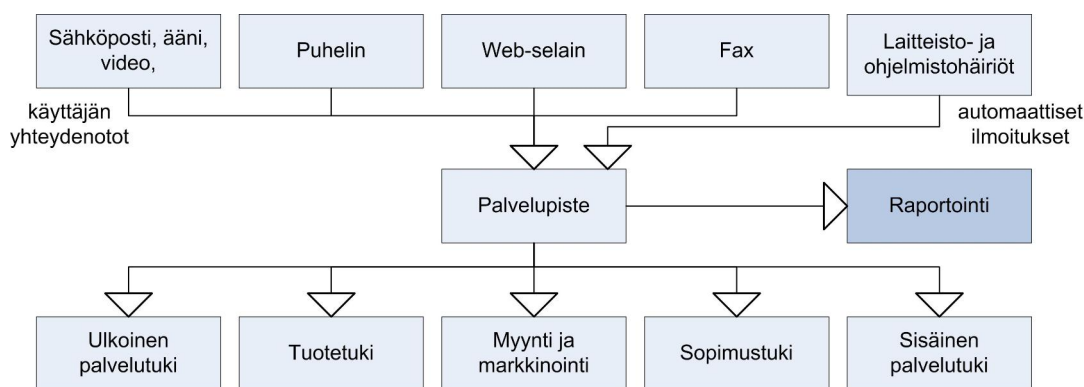 Sähköposti, ääni,
video,
Puhelin
Web-selain
Fax
Laitteisto- ja
ohjelmistohäiriöt
käyttäjän
yhteydenotot
automaattiset
ilmoitukset
Palvelupiste
Raportointi
Ulkoinen
palvelutuki
Tuotetuki
Myynti ja
markkinointi
Sopimustuki
Sisäinen
palvelutuki